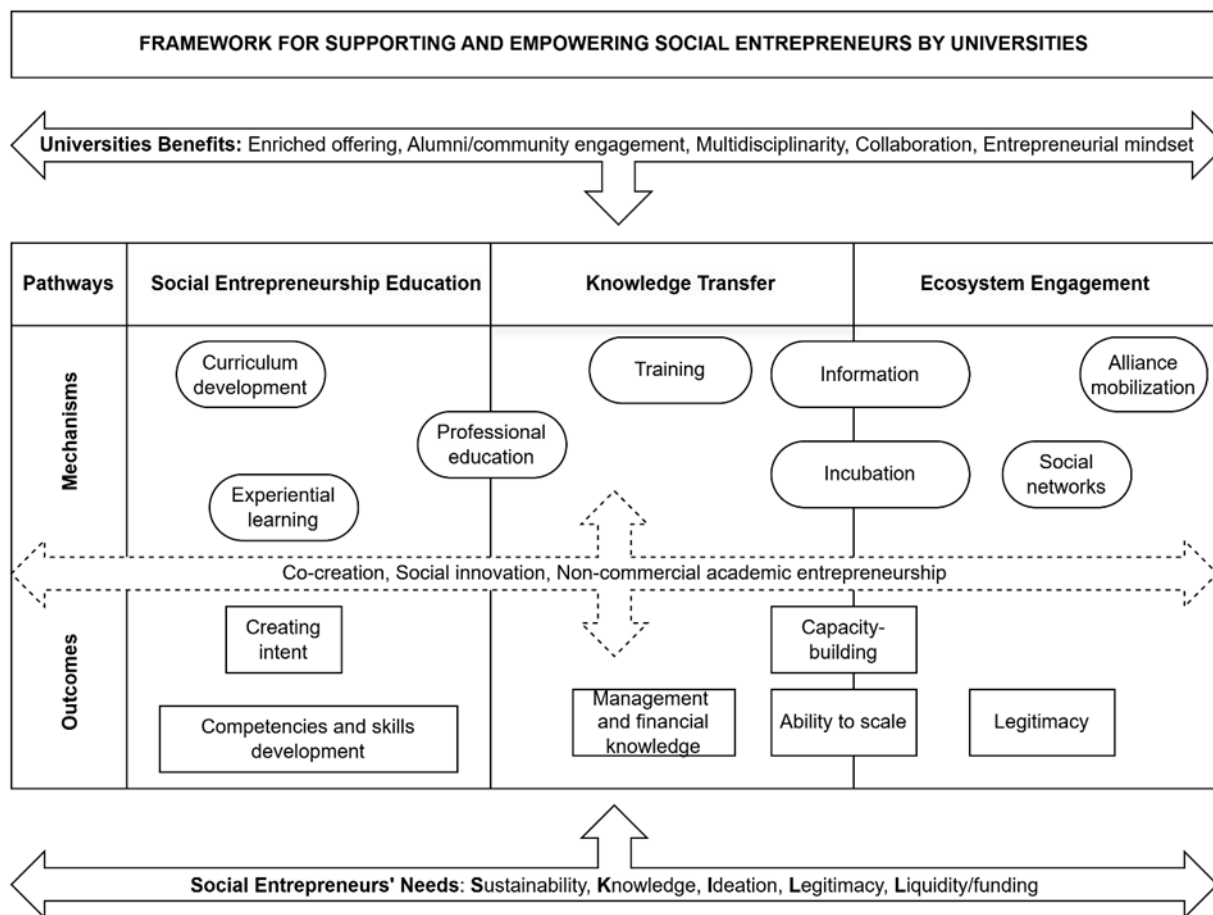 FRAMEWORK FOR SUPPORTING AND EMPOWERING SOCIAL ENTREPRENEURS BY UNIVERSITIES
Universities Benefits: Enriched offering, Alumni/community engagement, Multidisciplinarity, Collaboration, Entrepreneurial mindset
Pathways
Social Entrepreneurship Education
Knowledge Transfer
Ecosystem Engagement
Mechanisms
Curriculum
development
Professional
education
Experiential
learning
Training
Information
Incubation
Alliance
mobilization
Social
networks
Co-creation, Social innovation, Non-commercial academic entrepreneurship
Outcomes
Creating
intent
Competencies and skills
development
Management
and financial
knowledge
Capacity-
building
Ability to scale
Legitimacy
Social Entrepreneurs' Needs: Sustainability, Knowledge, Ideation, Legitimacy, Liquidity/funding